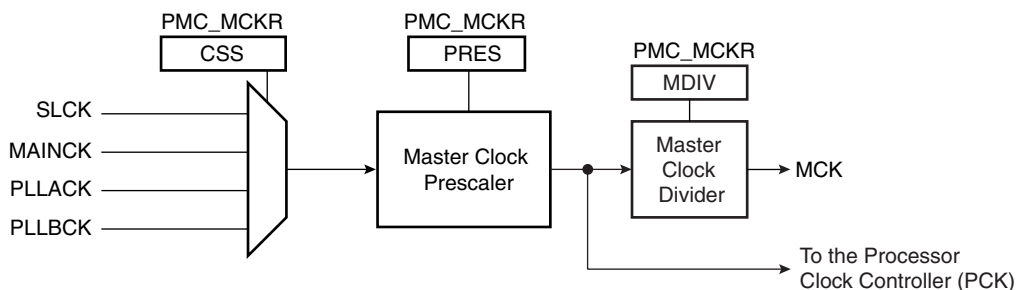 PMC_MCKR
CSS
PMC_MCKR
PRES
PMC_MCKR
MDIV
SLCK
MAINCK
PLLACK
PLLBCK
Master Clock
Prescaler
Master
Clock
Divider
MCK
To the Processor
Clock Controller (PCK)